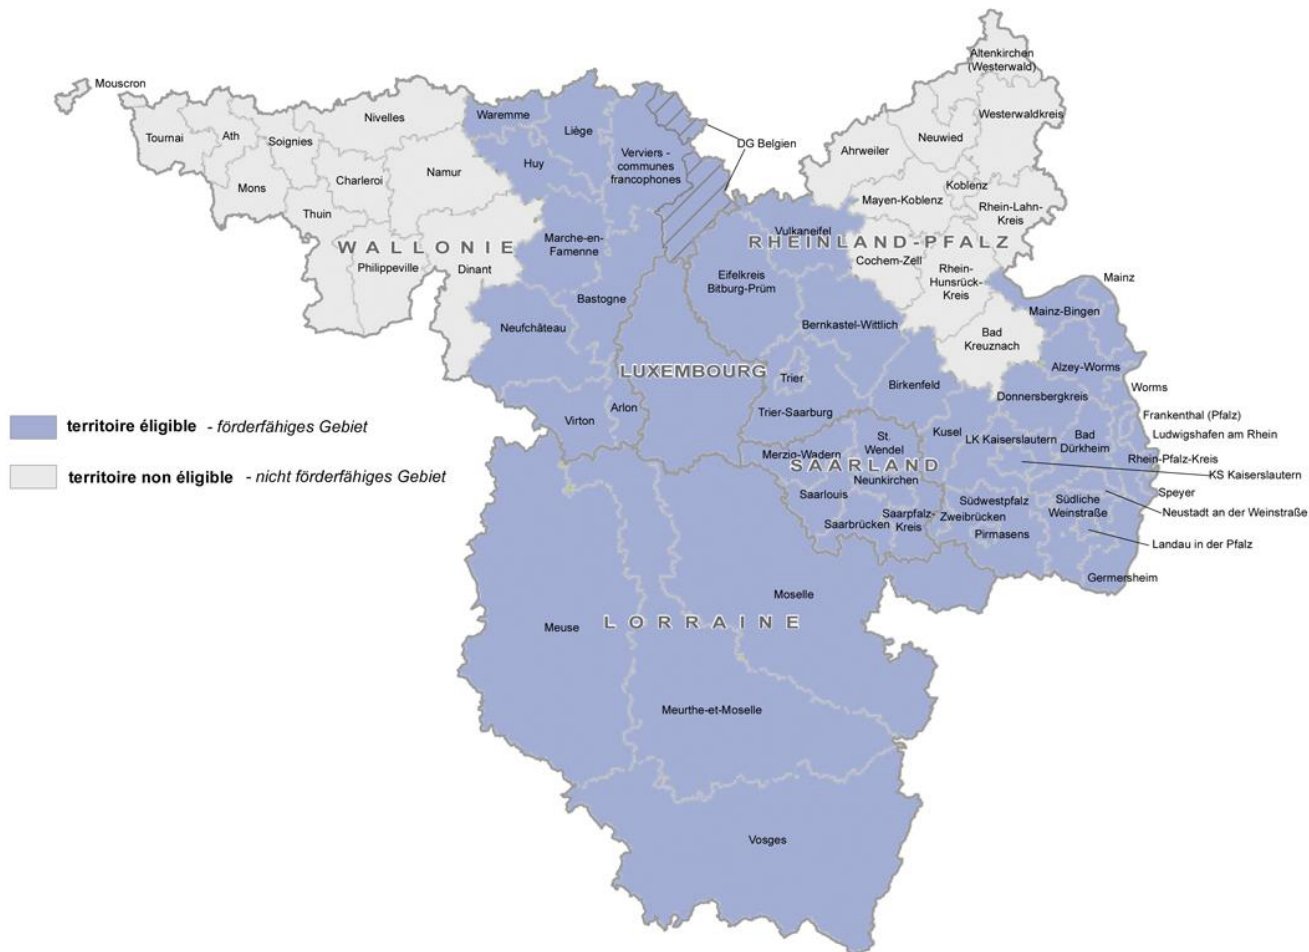 Altenkirchen
(Westerwald)
Mouscron
Westerwaldkreis
Waremme
Nivelles
Liège
Tournai
Ath
Soignies
Neuwied
DG Belgien
Ahrweiler
Verviers -
communes
francophones
Huy
Namur
Charleroi
Mons
Koblenz
Mayen-Koblenz
Rhein-Lahn-
Kreis
Thuin
Vulkaneifel
Marche-en-
Famenne
WALLONIE
RHEINLAND-PFALZ
Cochem-Zell
Philippeville
Dinant
Rhein-
Hunsrück-
Kreis
Eifelkreis
Bitburg-Prüm
Mainz
Bastogne
Mainz-Bingen
Neufchâteau
Bernkastel-Wittlich
Bad
Kreuznach
LUXEMBOURG
Alzey-Worms
Trier
Birkenfeld
Worms
Donnersbergkreis
Arlon
Trier-Saarburg
Frankenthal (Pfalz)
Virton
territoire éligible - förderfähiges Gebiet
Kusel
LK Kaiserslautern
Bad
Dürkheim
Ludwigshafen am Rhein
St.
Wendel
Merzig-Wadern
Rhein-Pfalz-Kreis
SAARLAND
KS Kaiserslautern
territoire non éligible - nicht förderfähiges Gebiet
Neunkirchen
Saarlouis
Speyer
Südwestpfalz
Südliche
Weinstraße
Neustadt an der Weinstraße
Saarpfalz-
Kreis
Zweibrücken
Saarbrücken
Pirmasens
Landau in der Pfalz
Germersheim
Moselle
LORRAINE
Meuse
Meurthe-et-Moselle
Vosges